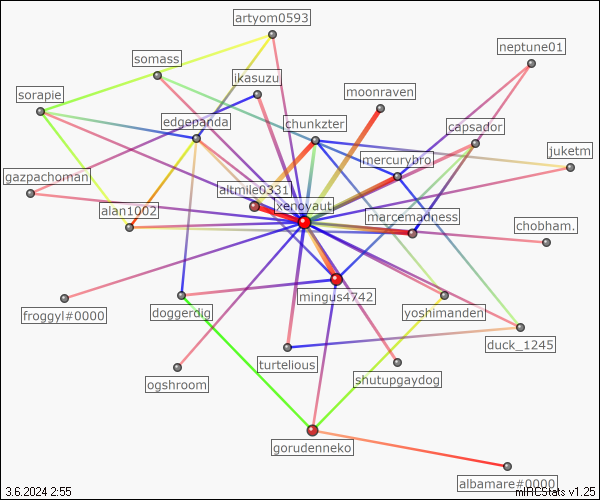 artyom0593
neptune01
somass
ikasuzu
moonraven
sorapie
edgepanda
chunkzter
capsador
juketm
mercurybro
gazpachoman
altmile0331
xenoyaut
alan1002
marcemadness
chobham.
mingus4742
froggyl#0000
doggerdig
yoshimanden
duck_1245
turtelious
ogshroom
shutupgaydog
gorudenneko
albamare#0000
3.6.2024 2:55
mIRCStats v1.25